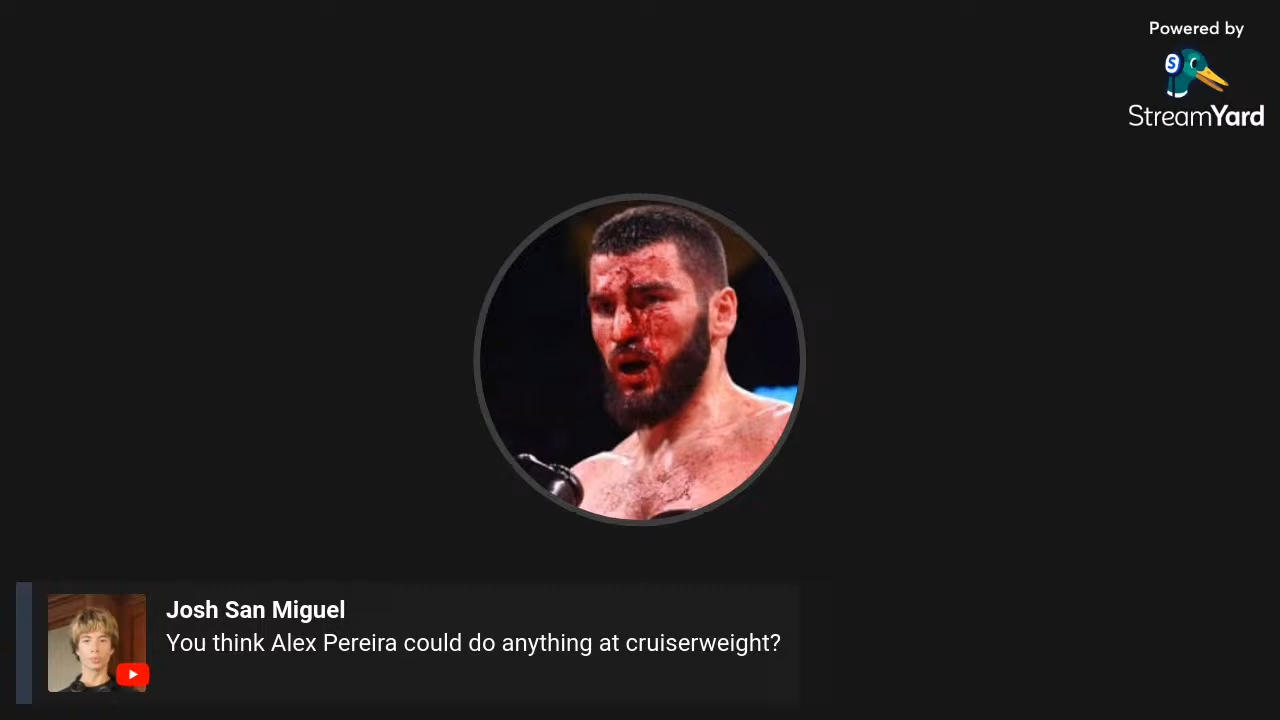 Powered by
S
StreamYard
Josh San Miguel
You think Alex Pereira could do anything at cruiserweight?